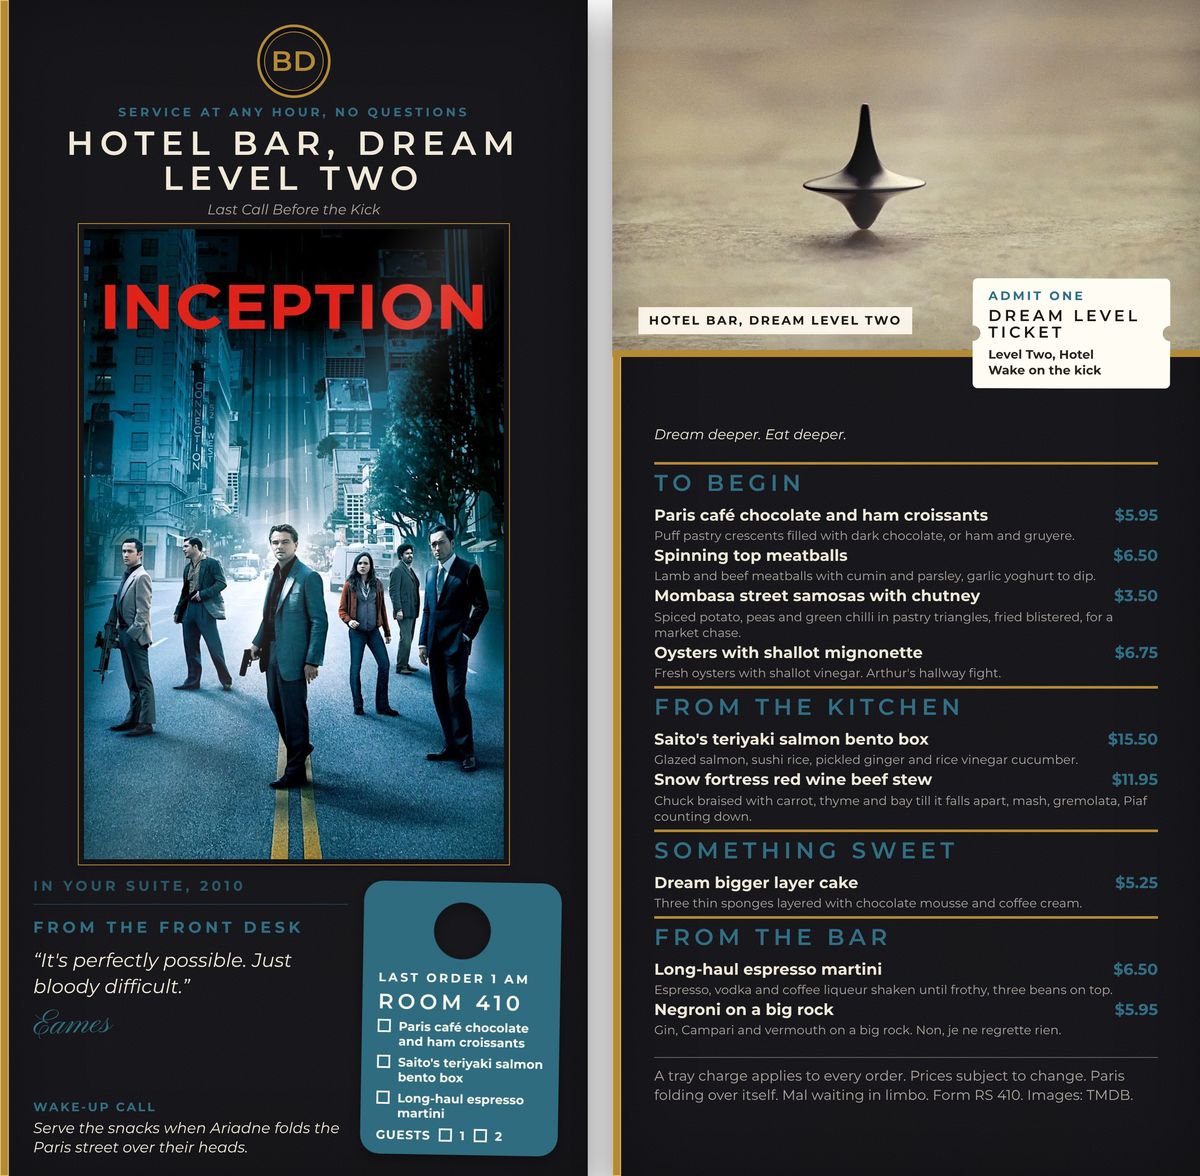 BD
SERVICE AT ANY HOUR, NO QUESTIONS
HOTEL BAR, DREAM
LEVEL TWO
Last Call Before the Kick
INCEPTION
CONNECTION
IN YOUR SUITE, 2010
FROM THE FRONT DESK
“It's perfectly possible. Just
bloody difficult.”
Eames
WAKE-UP CALL
Serve the snacks when Ariadne folds the
Paris street over their heads.
LAST ORDER 1 AM
ROOM 410
Paris café chocolate
and ham croissants
Saito's teriyaki salmon
bento box
Long-haul espresso
martini
GUESTS 1 2
HOTEL BAR, DREAM LEVEL TWO
ADMIT ONE
DREAM LEVEL
TICKET
Level Two, Hotel
Wake on the kick
Dream deeper. Eat deeper.
TO BEGIN
Paris café chocolate and ham croissants $5.95
Puff pastry crescents filled with dark chocolate, or ham and gruyere.
Spinning top meatballs $6.50
Lamb and beef meatballs with cumin and parsley, garlic yoghurt to dip.
Mombasa street samosas with chutney $3.50
Spiced potato, peas and green chilli in pastry triangles, fried blistered, for a
market chase.
Oysters with shallot mignonette $6.75
Fresh oysters with shallot vinegar. Arthur's hallway fight.
FROM THE KITCHEN
Saito's teriyaki salmon bento box $15.50
Glazed salmon, sushi rice, pickled ginger and rice vinegar cucumber.
Snow fortress red wine beef stew $11.95
Chuck braised with carrot, thyme and bay till it falls apart, mash, gremolata, Piaf
counting down.
SOMETHING SWEET
Dream bigger layer cake $5.25
Three thin sponges layered with chocolate mousse and coffee cream.
FROM THE BAR
Long-haul espresso martini $6.50
Espresso, vodka and coffee liqueur shaken until frothy, three beans on top.
Negroni on a big rock $5.95
Gin, Campari and vermouth on a big rock. Non, je ne regrette rien.
A tray charge applies to every order. Prices subject to change. Paris
folding over itself. Mal waiting in limbo. Form RS 410. Images: TMDB.